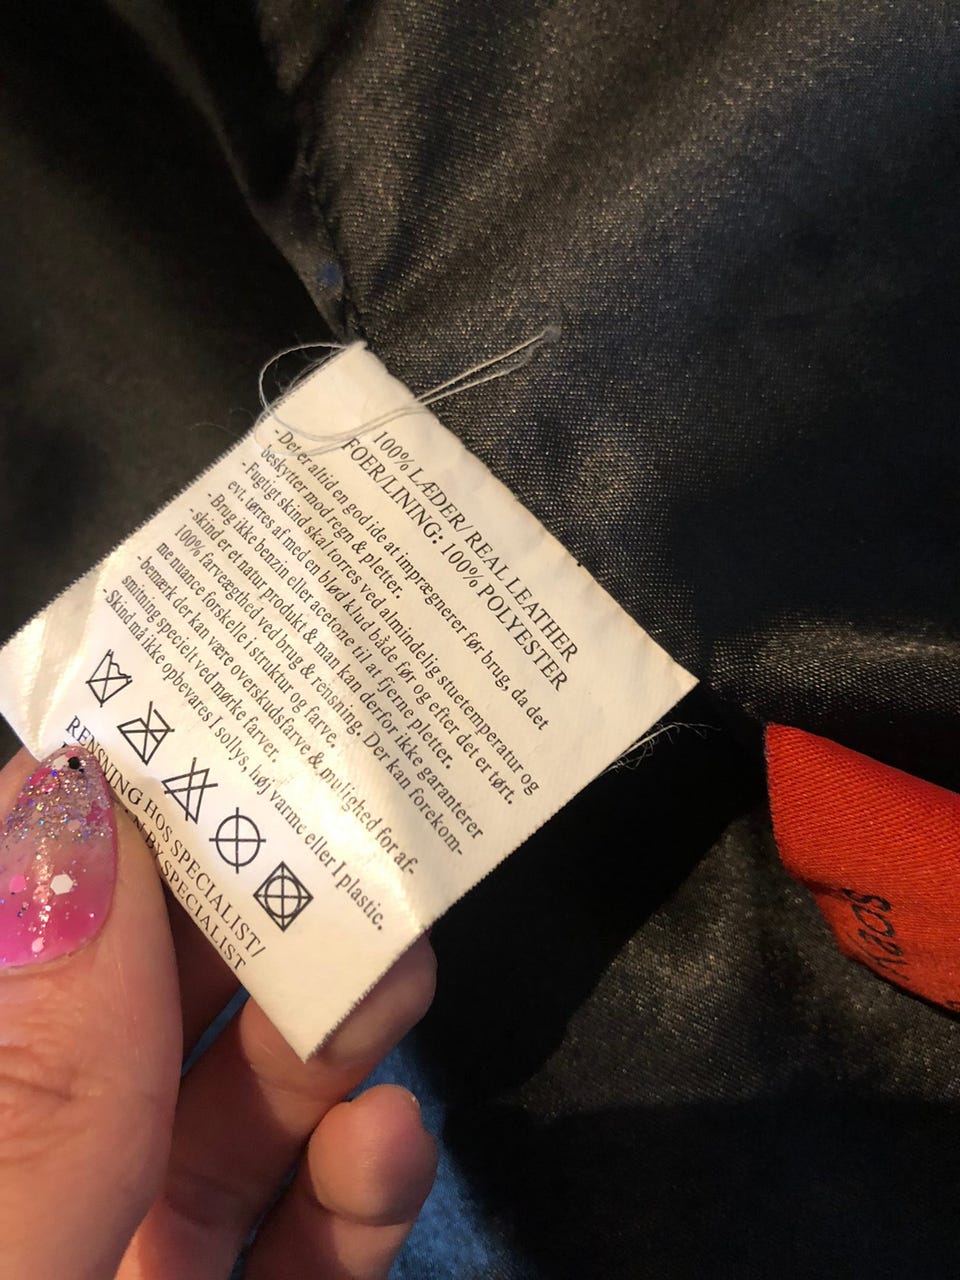 100% LÆDER/ REAL LEATHER
FOER/LINING: 100% POLYESTER
- Det er altid en god ide at imprægnerer før brug, da det
beskytter mod regn & pletter.
- Fugtigt skind skal torres ved almindelig stuetemperatur og
evt. tørres af med en blød klud både før og efter det er tørt.
- Brug ikke benzin eller acetone til at fjerne pletter.
- skind er et natur produkt & man kan derfor ikke garanterer
100% farveægthed ved brug & rensning. Der kan forekom-
me nuance forskelle i struktur og farve.
- bemærk der kan være overskudsfarve & mulighed for af-
smitning specielt ved mørke farver.
- Skind må ikke opbevares I sollys, høj varme eller I plastic.
RENSNING HOS SPECIALIST/
BY SPECIALIST
Kaos